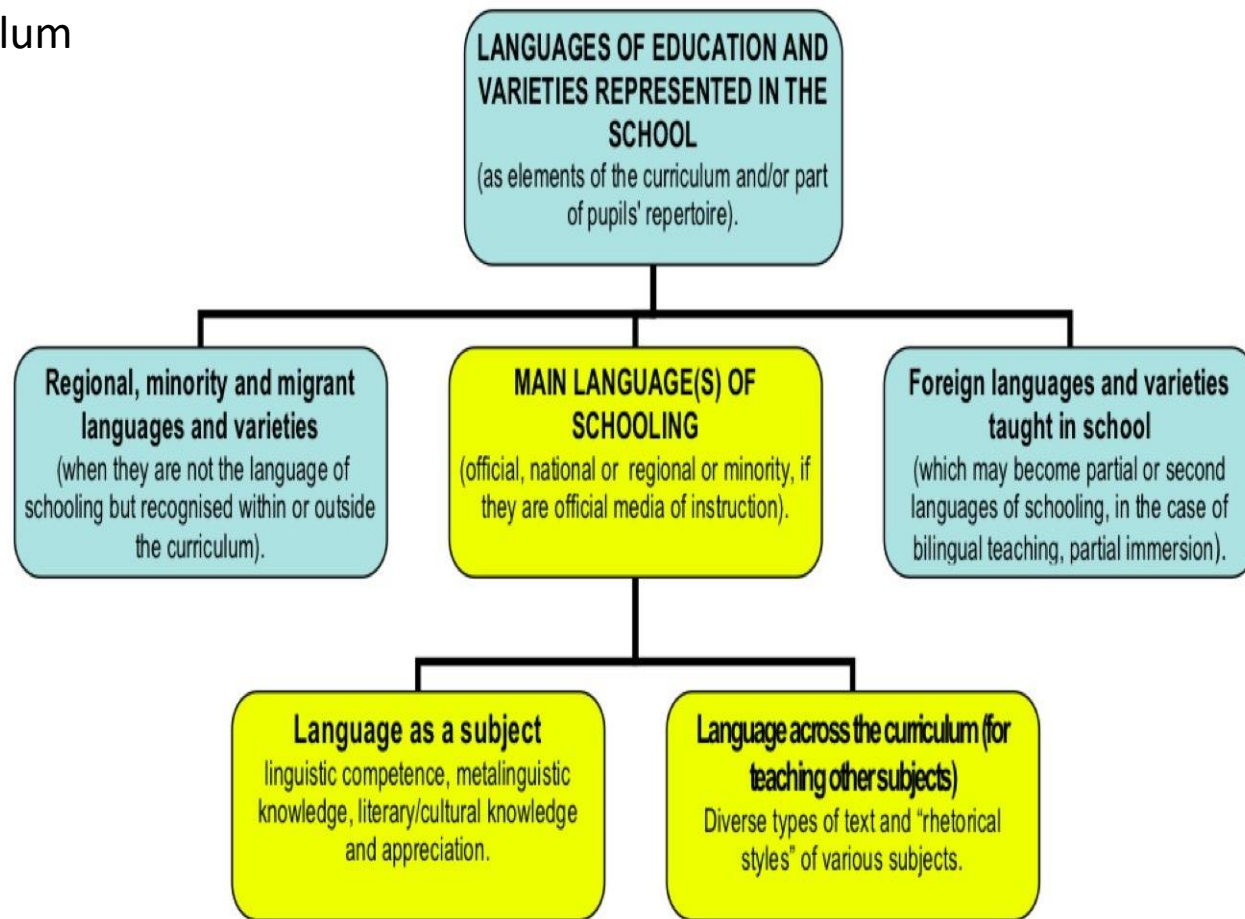 LANGUAGES OF EDUCATION AND
VARIETIES REPRESENTED IN THE
SCHOOL
(as elements of the curriculum and/or part
of pupils' repertoire).
Regional, minority and migrant
languages and varieties
(when they are not the language of
schooling but recognised within or outside
the curriculum).
MAIN LANGUAGE(S) OF
SCHOOLING
(official, national or regional or minority, if
they are official media of instruction).
Foreign languages and varieties
taught in school
(which may become partial or second
languages of schooling, in the case of
bilingual teaching, partial immersion).
Language as a subject
linguistic competence, metalinguistic
knowledge, literary/cultural knowledge
and appreciation.
Language across the curriculum (for
teaching other subjects)
Diverse types of text and “rhetorical
styles” of various subjects.